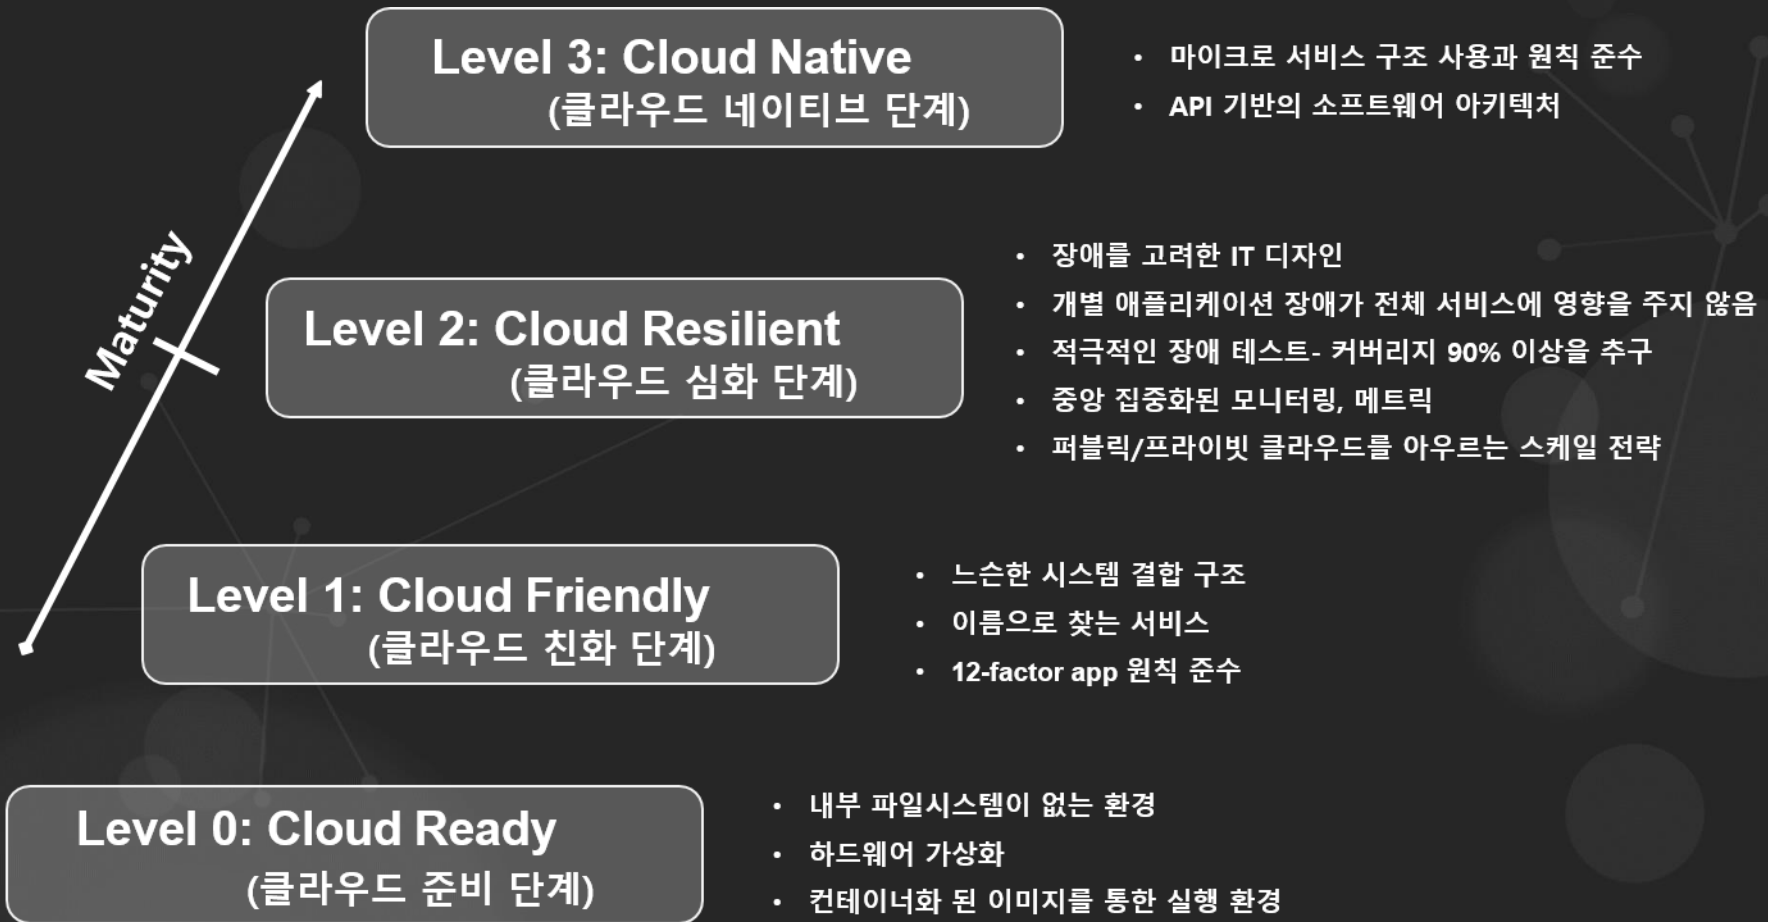 Level 3: Cloud Native
(클라우드 네이티브 단계)
• 마이크로 서비스 구조 사용과 원칙 준수
• API 기반의 소프트웨어 아키텍처
Maturity
Level 2: Cloud Resilient
(클라우드 심화 단계)
• 장애를 고려한 IT 디자인
• 개별 애플리케이션 장애가 전체 서비스에 영향을 주지 않음
• 적극적인 장애 테스트- 커버리지 90% 이상을 추구
• 중앙 집중화된 모니터링, 메트릭
• 퍼블릭/프라이빗 클라우드를 아우르는 스케일 전략
Level 1: Cloud Friendly
(클라우드 친화 단계)
• 느슨한 시스템 결합 구조
• 이름으로 찾는 서비스
• 12-factor app 원칙 준수
Level 0: Cloud Ready
(클라우드 준비 단계)
• 내부 파일시스템이 없는 환경
• 하드웨어 가상화
• 컨테이너화 된 이미지를 통한 실행 환경